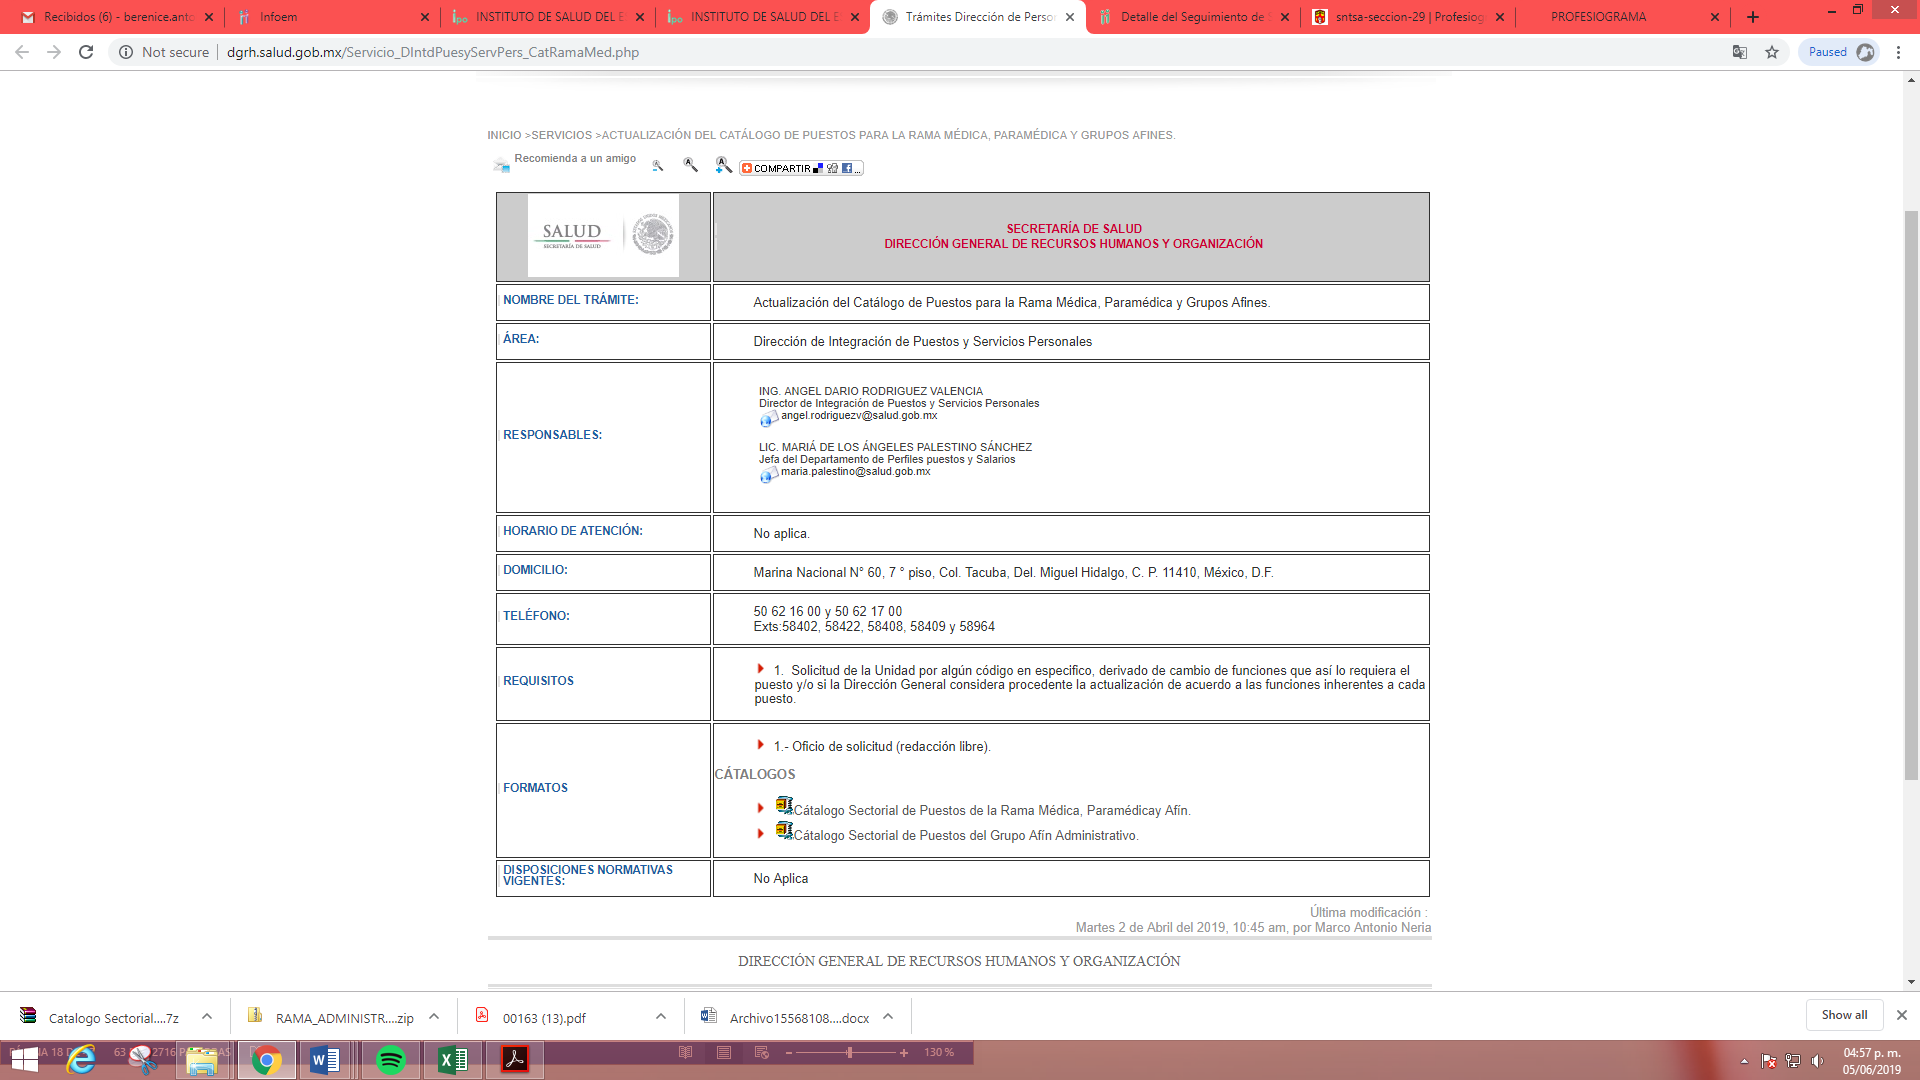 Recibidos (6) - berenice.anto
Infoem
INSTITUTO DE SALUD DEL E
INSTITUTO DE SALUD DEL E
Trámites Dirección de Perso
Detalle del Seguimiento de S
sntsa-seccion-29 | Profesiog
PROFESIOGRAMA
Not secure
dgrh.salud.gob.mx/Servicio_DIntdPuesyServPers_CatRamaMed.php
Paused
INICIO >SERVICIOS >ACTUALIZACIÓN DEL CATÁLOGO DE PUESTOS PARA LA RAMA MÉDICA, PARAMÉDICA Y GRUPOS AFINES.
Recomienda a un amigo
COMPARTIR ...
SALUD
SECRETARÍA DE SALUD
SECRETARÍA DE SALUD
DIRECCIÓN GENERAL DE RECURSOS HUMANOS Y ORGANIZACIÓN
NOMBRE DEL TRÁMITE:
Actualización del Catálogo de Puestos para la Rama Médica, Paramédica y Grupos Afines.
ÁREA:
Dirección de Integración de Puestos y Servicios Personales
RESPONSABLES:
ING. ANGEL DARIO RODRIGUEZ VALENCIA
Director de Integración de Puestos y Servicios Personales
angel.rodriguezv@salud.gob.mx
LIC. MARIÁ DE LOS ÁNGELES PALESTINO SÁNCHEZ
Jefa del Departamento de Perfiles puestos y Salarios
maria.palestino@salud.gob.mx
HORARIO DE ATENCIÓN:
No aplica.
DOMICILIO:
Marina Nacional N° 60, 7 ° piso, Col. Tacuba, Del. Miguel Hidalgo, C. P. 11410, México, D.F.
TELÉFONO:
50 62 16 00 y 50 62 17 00
Exts:58402, 58422, 58408, 58409 y 58964
REQUISITOS
1. Solicitud de la Unidad por algún código en especifico, derivado de cambio de funciones que así lo requiera el
puesto y/o si la Dirección General considera procedente la actualización de acuerdo a las funciones inherentes a cada
puesto.
FORMATOS
1.- Oficio de solicitud (redacción libre).
CÁTALOGOS
Cátalogo Sectorial de Puestos de la Rama Médica, Paramédicay Afín.
Cátalogo Sectorial de Puestos del Grupo Afín Administrativo.
DISPOSICIONES NORMATIVAS
VIGENTES:
No Aplica
Última modificación :
Martes 2 de Abril del 2019, 10:45 am, por Marco Antonio Neria
DIRECCIÓN GENERAL DE RECURSOS HUMANOS Y ORGANIZACIÓN
Catalogo Sectorial....7z
RAMA_ADMINISTR....zip
00163 (13).pdf
Archivo15568108....docx
Show all
130 %
04:57 p. m.
05/06/2019